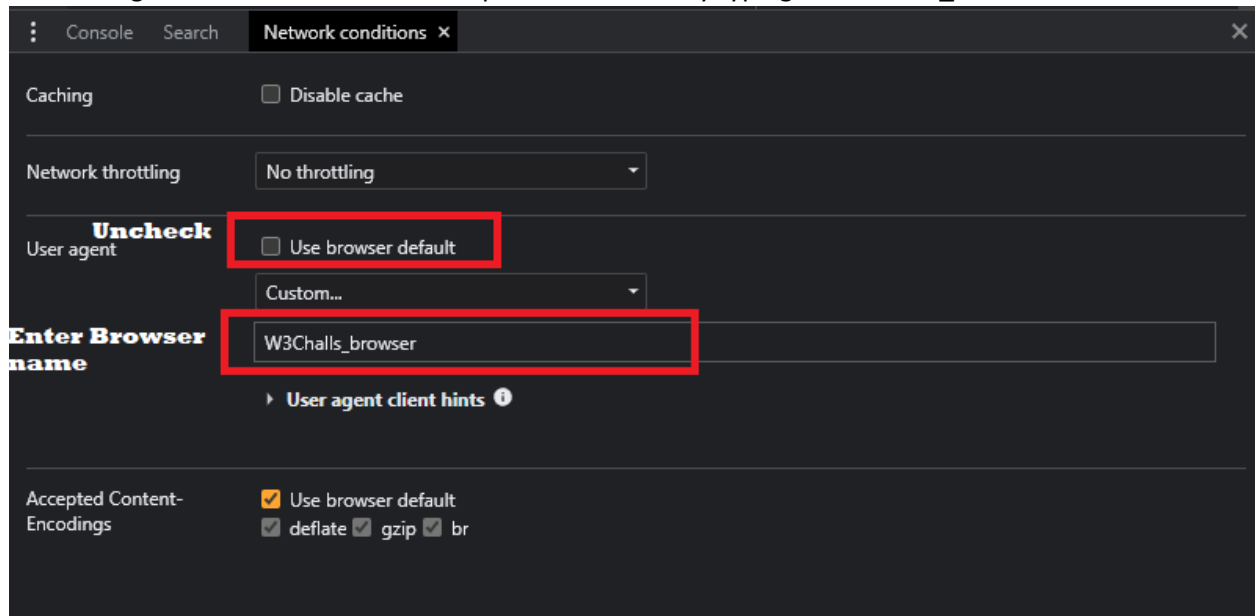 Console Search Network conditions ×
Caching Disable cache
Network throttling No throttling
Uncheck
User agent Use browser default
Custom...
Enter Browser
name
W3Challs_browser
User agent client hints
Accepted Content-
Encodings
Use browser default
deflate gzip br